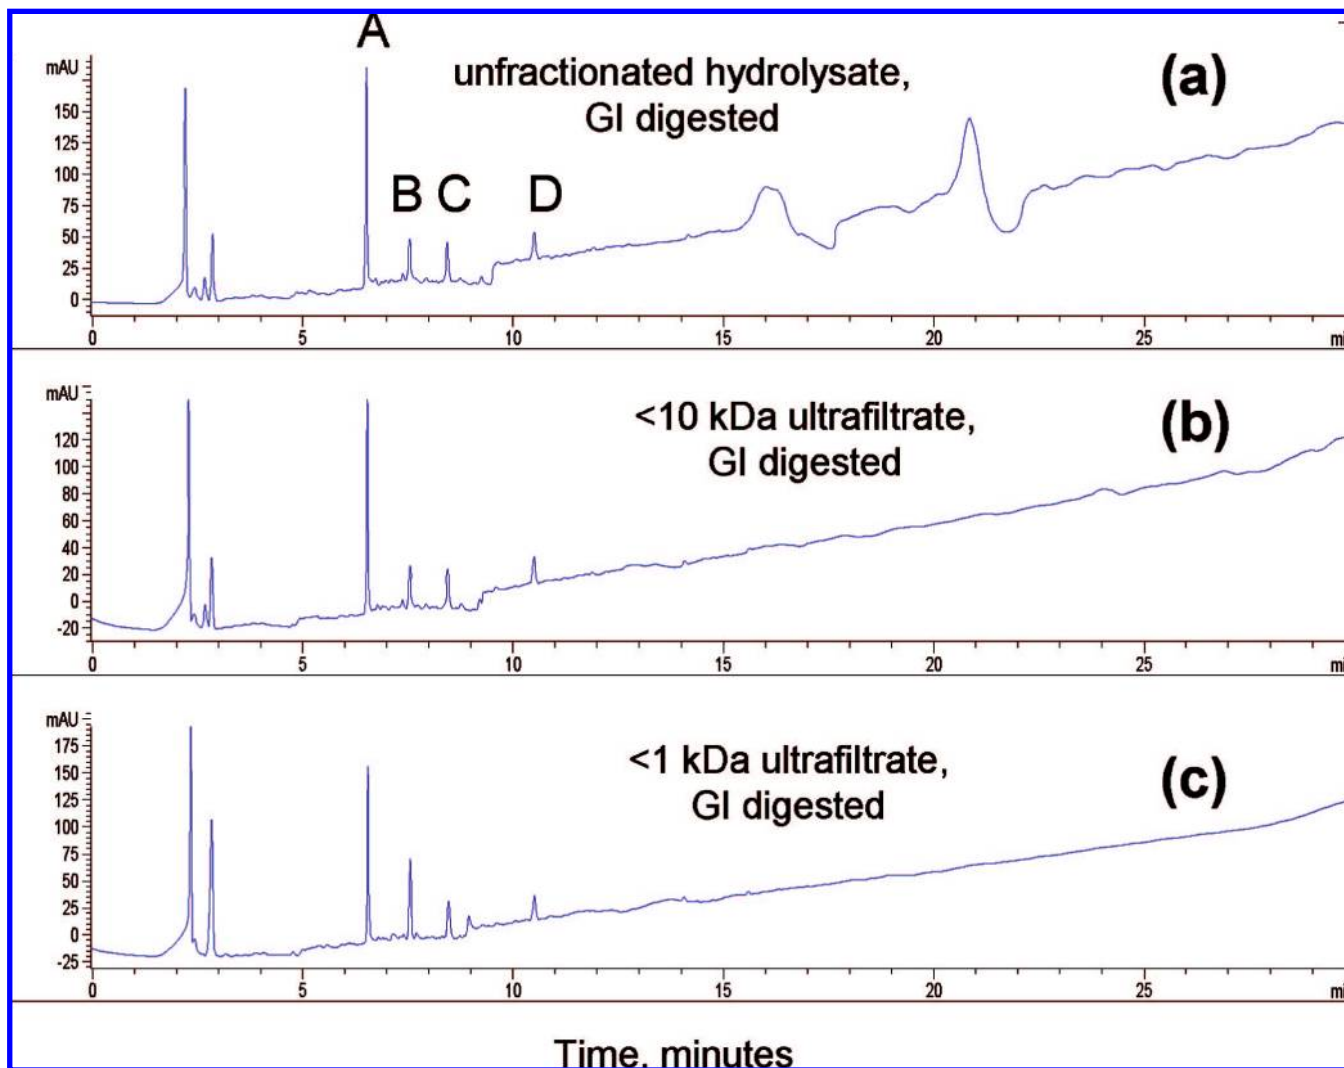 A
mAU
unfractionated hydrolysate,
GI digested
(a)
150
125
100
75
50
25
0
B C D
0 5 10 15 20 25 mi
mAU
<10 kDa ultrafiltrate,
GI digested
(b)
120
100
80
60
40
20
0
-20
0 5 10 15 20 25 mi
mAU
<1 kDa ultrafiltrate,
GI digested
(c)
175
150
125
100
75
50
25
0
-25
0 5 10 15 20 25 mi
Time, minutes